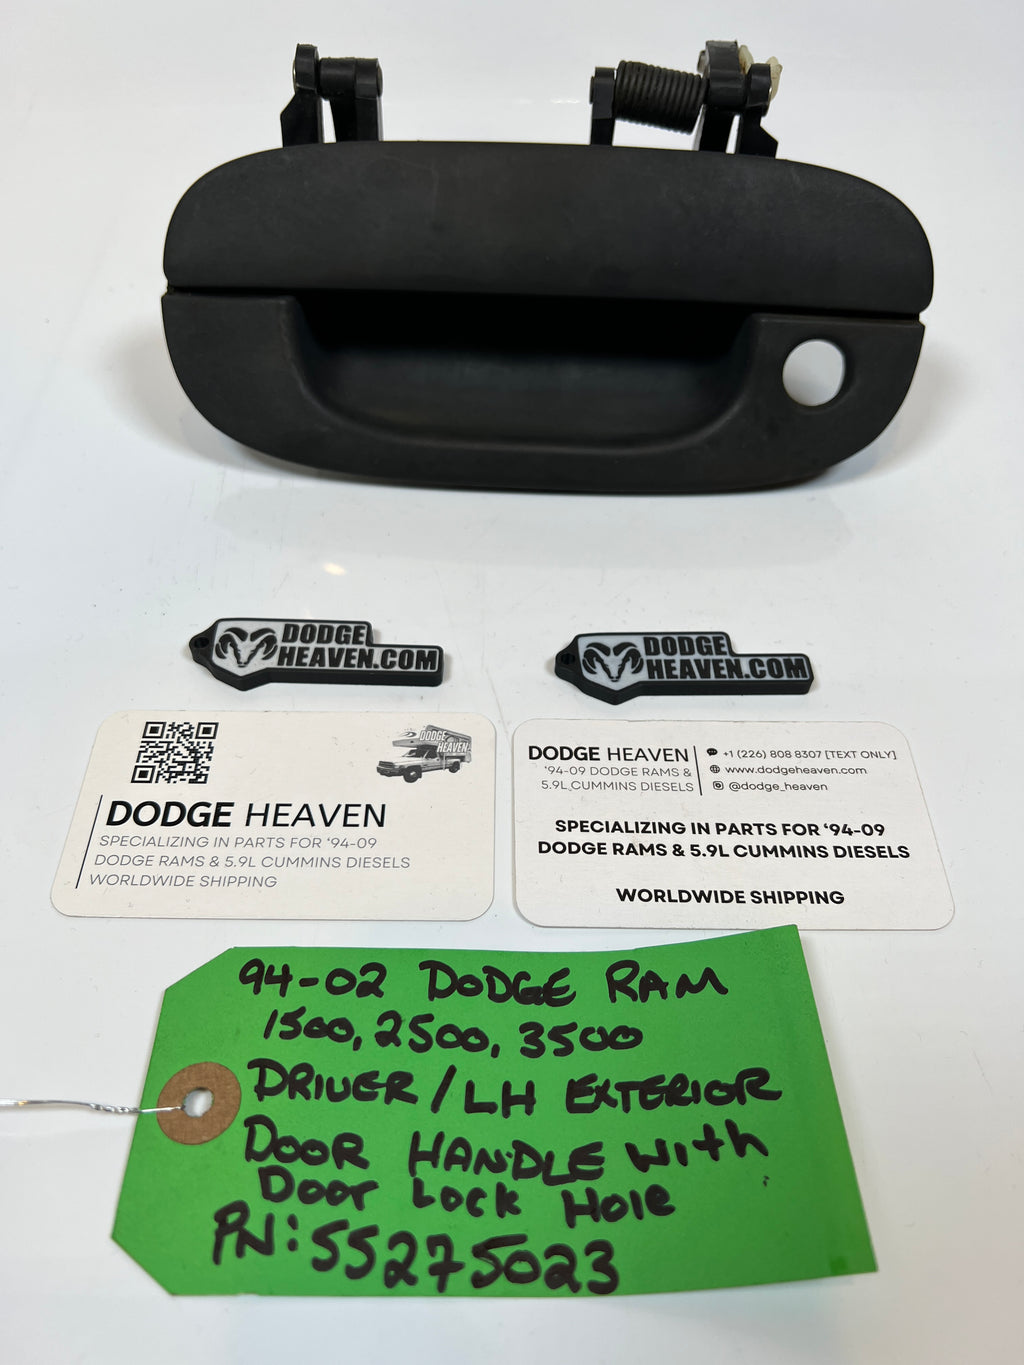 DODGE
HEAVEN.COM
DODGE
HEAVEN.COM
DODGE
HEAVEN
DODGE HEAVEN
SPECIALIZING IN PARTS FOR ‘94-09
DODGE RAMS & 5.9L CUMMINS DIESELS
WORLDWIDE SHIPPING
DODGE HEAVEN
‘94-09 DODGE RAMS &
5.9L CUMMINS DIESELS
+1 (226) 808 8307 [TEXT ONLY]
www.dodgeheaven.com
@dodge_heaven
SPECIALIZING IN PARTS FOR ‘94-09
DODGE RAMS & 5.9L CUMMINS DIESELS
WORLDWIDE SHIPPING
94-02 DODGE RAM
1500, 2500, 3500
DRIVER/LH EXTERIOR
DOOR HANDLE WITH
DOOR LOCK HOLE
PN: 55275023